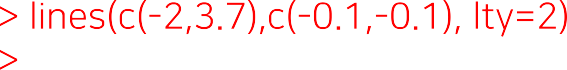 > lines(c(-2,3.7),c(-0.1,-0.1), lty=2)
>